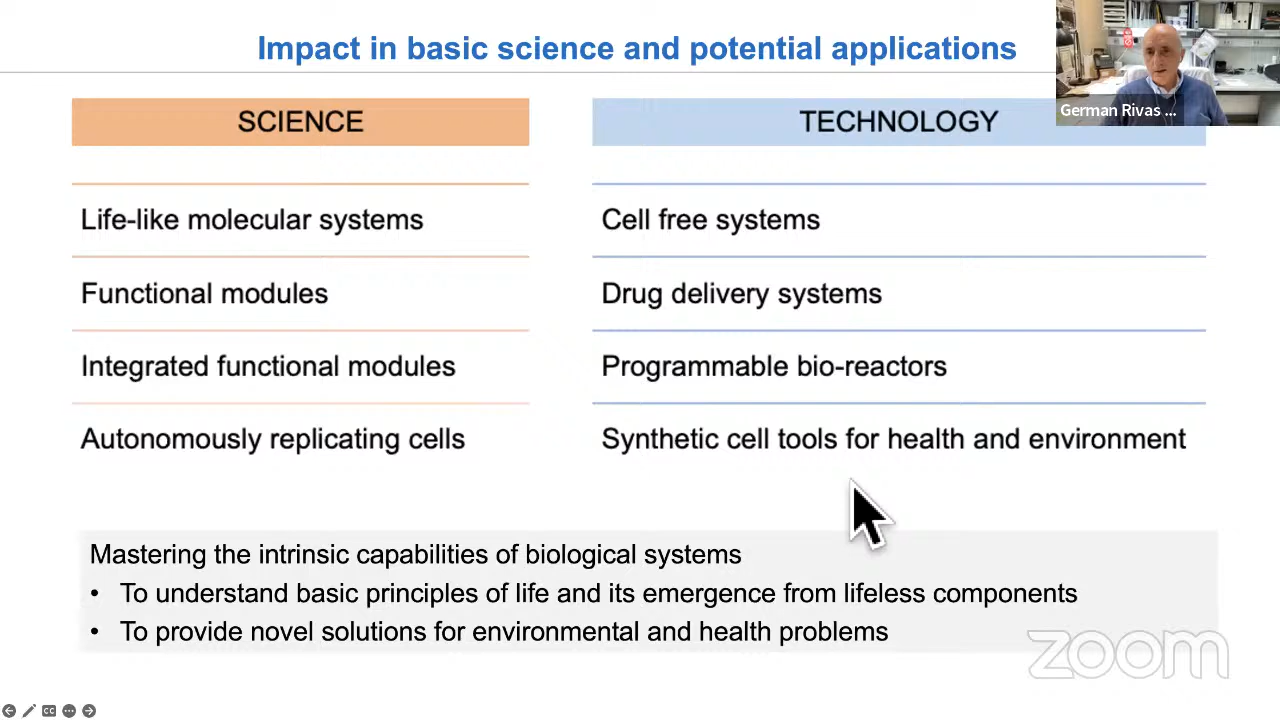 Impact in basic science and potential applications
German Rivas ...
SCIENCE
TECHNOLOGY
Life-like molecular systems
Cell free systems
Functional modules
Drug delivery systems
Integrated functional modules
Programmable bio-reactors
Autonomously replicating cells
Synthetic cell tools for health and environment
Mastering the intrinsic capabilities of biological systems
• To understand basic principles of life and its emergence from lifeless components
• To provide novel solutions for environmental and health problems
zoom
CC